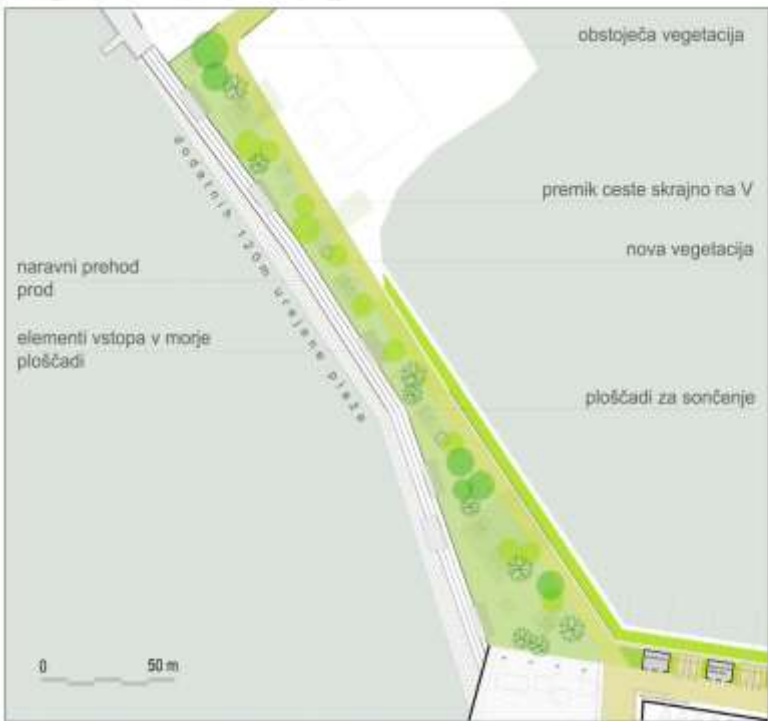 obstoječa vegetacija
premik ceste skrajno na V
nova vegetacija
naravni prehod
prod
elementi vstopa v morje
ploščadi
dodatnih 120m urejene plaže
ploščadi za sončenje
0 50 m